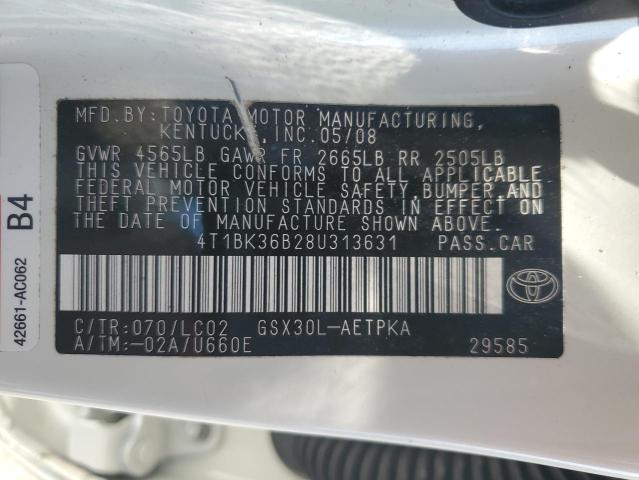 MFD.BY:TOYOTA MOTOR MANUFACTURING,
KENTUCKY INC.05/08
GVWR 4565LB GAWR FR 2665LB RR 2505LB
THIS VEHICLE CONFORMS TO ALL APPLICABLE
FEDERAL MOTOR VEHICLE SAFETY, BUMPER AND
THEFT PREVENTION STANDARDS IN EFFECT ON
THE DATE OF MANUFACTURE SHOWN ABOVE.
4T1BK36B28U313631 PASS.CAR
C/TR:070/LC02 GSX30L-AETPKA
A/TM:-02A/U660E 29585
42661-AC062 B4